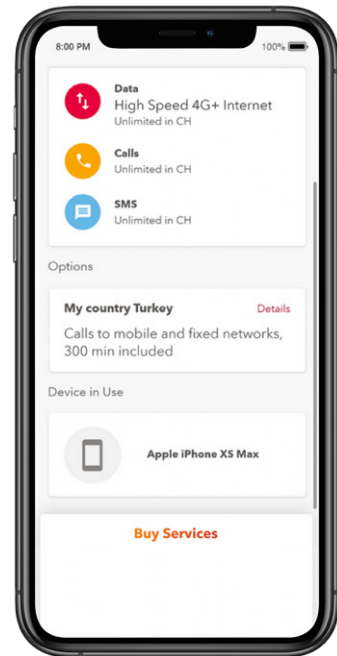 8:00 PM 100%
Data
High Speed 4G+ Internet
Unlimited in CH
Calls
Unlimited in CH
SMS
Unlimited in CH
Options
My country Turkey Details
Calls to mobile and fixed networks,
300 min included
Device in Use
Apple iPhone XS Max
Buy Services